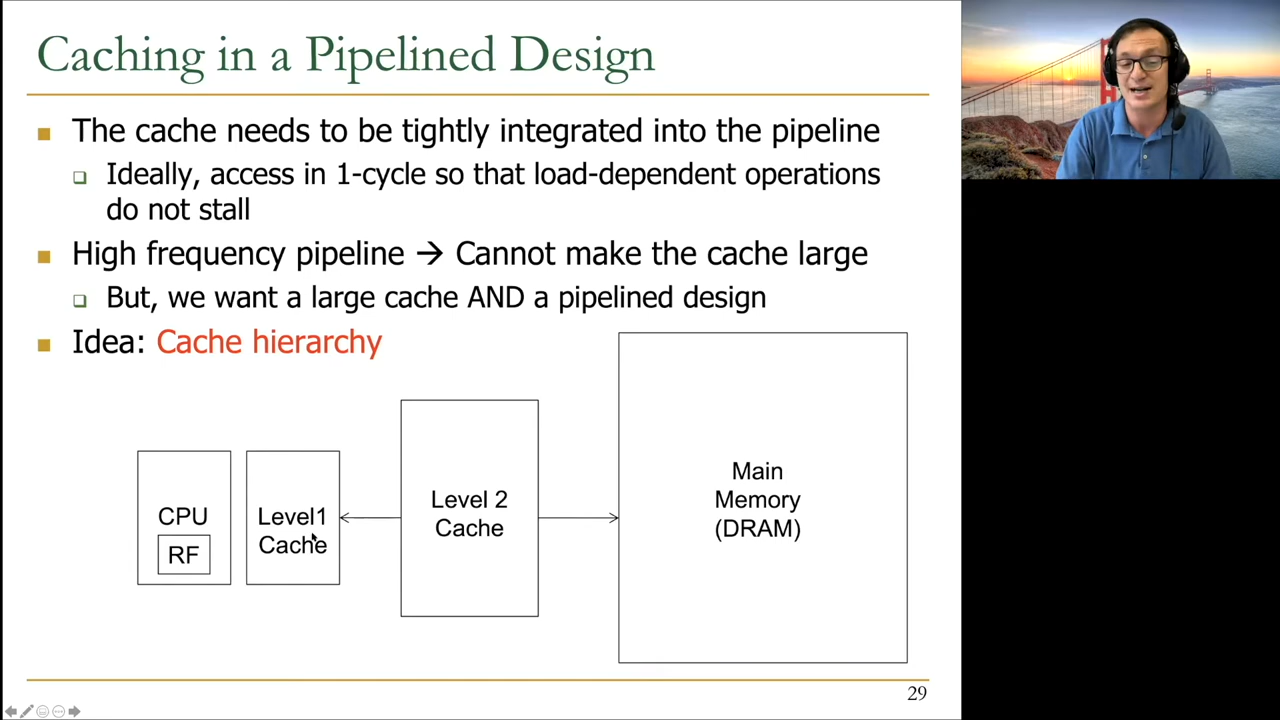 Caching in a Pipelined Design
The cache needs to be tightly integrated into the pipeline
Ideally, access in 1-cycle so that load-dependent operations
do not stall
High frequency pipeline → Cannot make the cache large
But, we want a large cache AND a pipelined design
Idea: Cache hierarchy
CPU
RF
Level1
Cache
Level 2
Cache
Main
Memory
(DRAM)
29